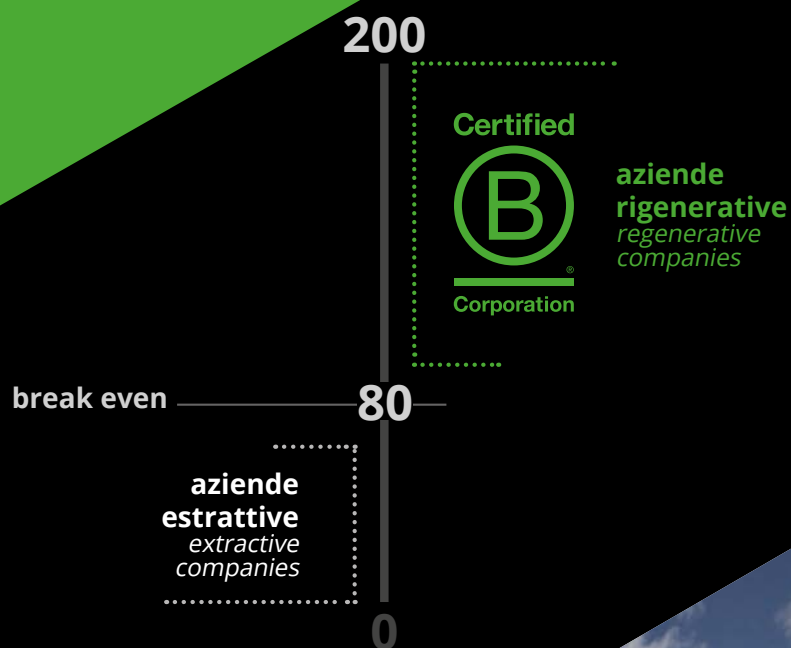 200
Certified
B
®
Corporation
aziende
rigenerative
regenerative
companies
break even
80
aziende
estrattive
extractive
companies
0